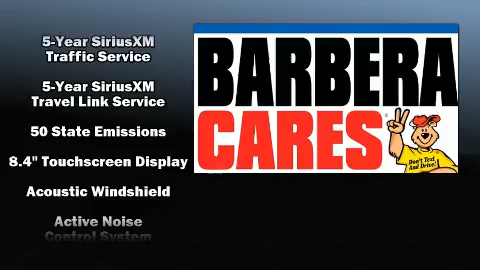 5-Year SiriusXM
Traffic Service
5-Year SiriusXM
Travel Link Service
50 State Emissions
8.4" Touchscreen Display
Acoustic Windshield
Active Noise
Control System
BARBERA
CARES
®
Don't Text
And Drive!